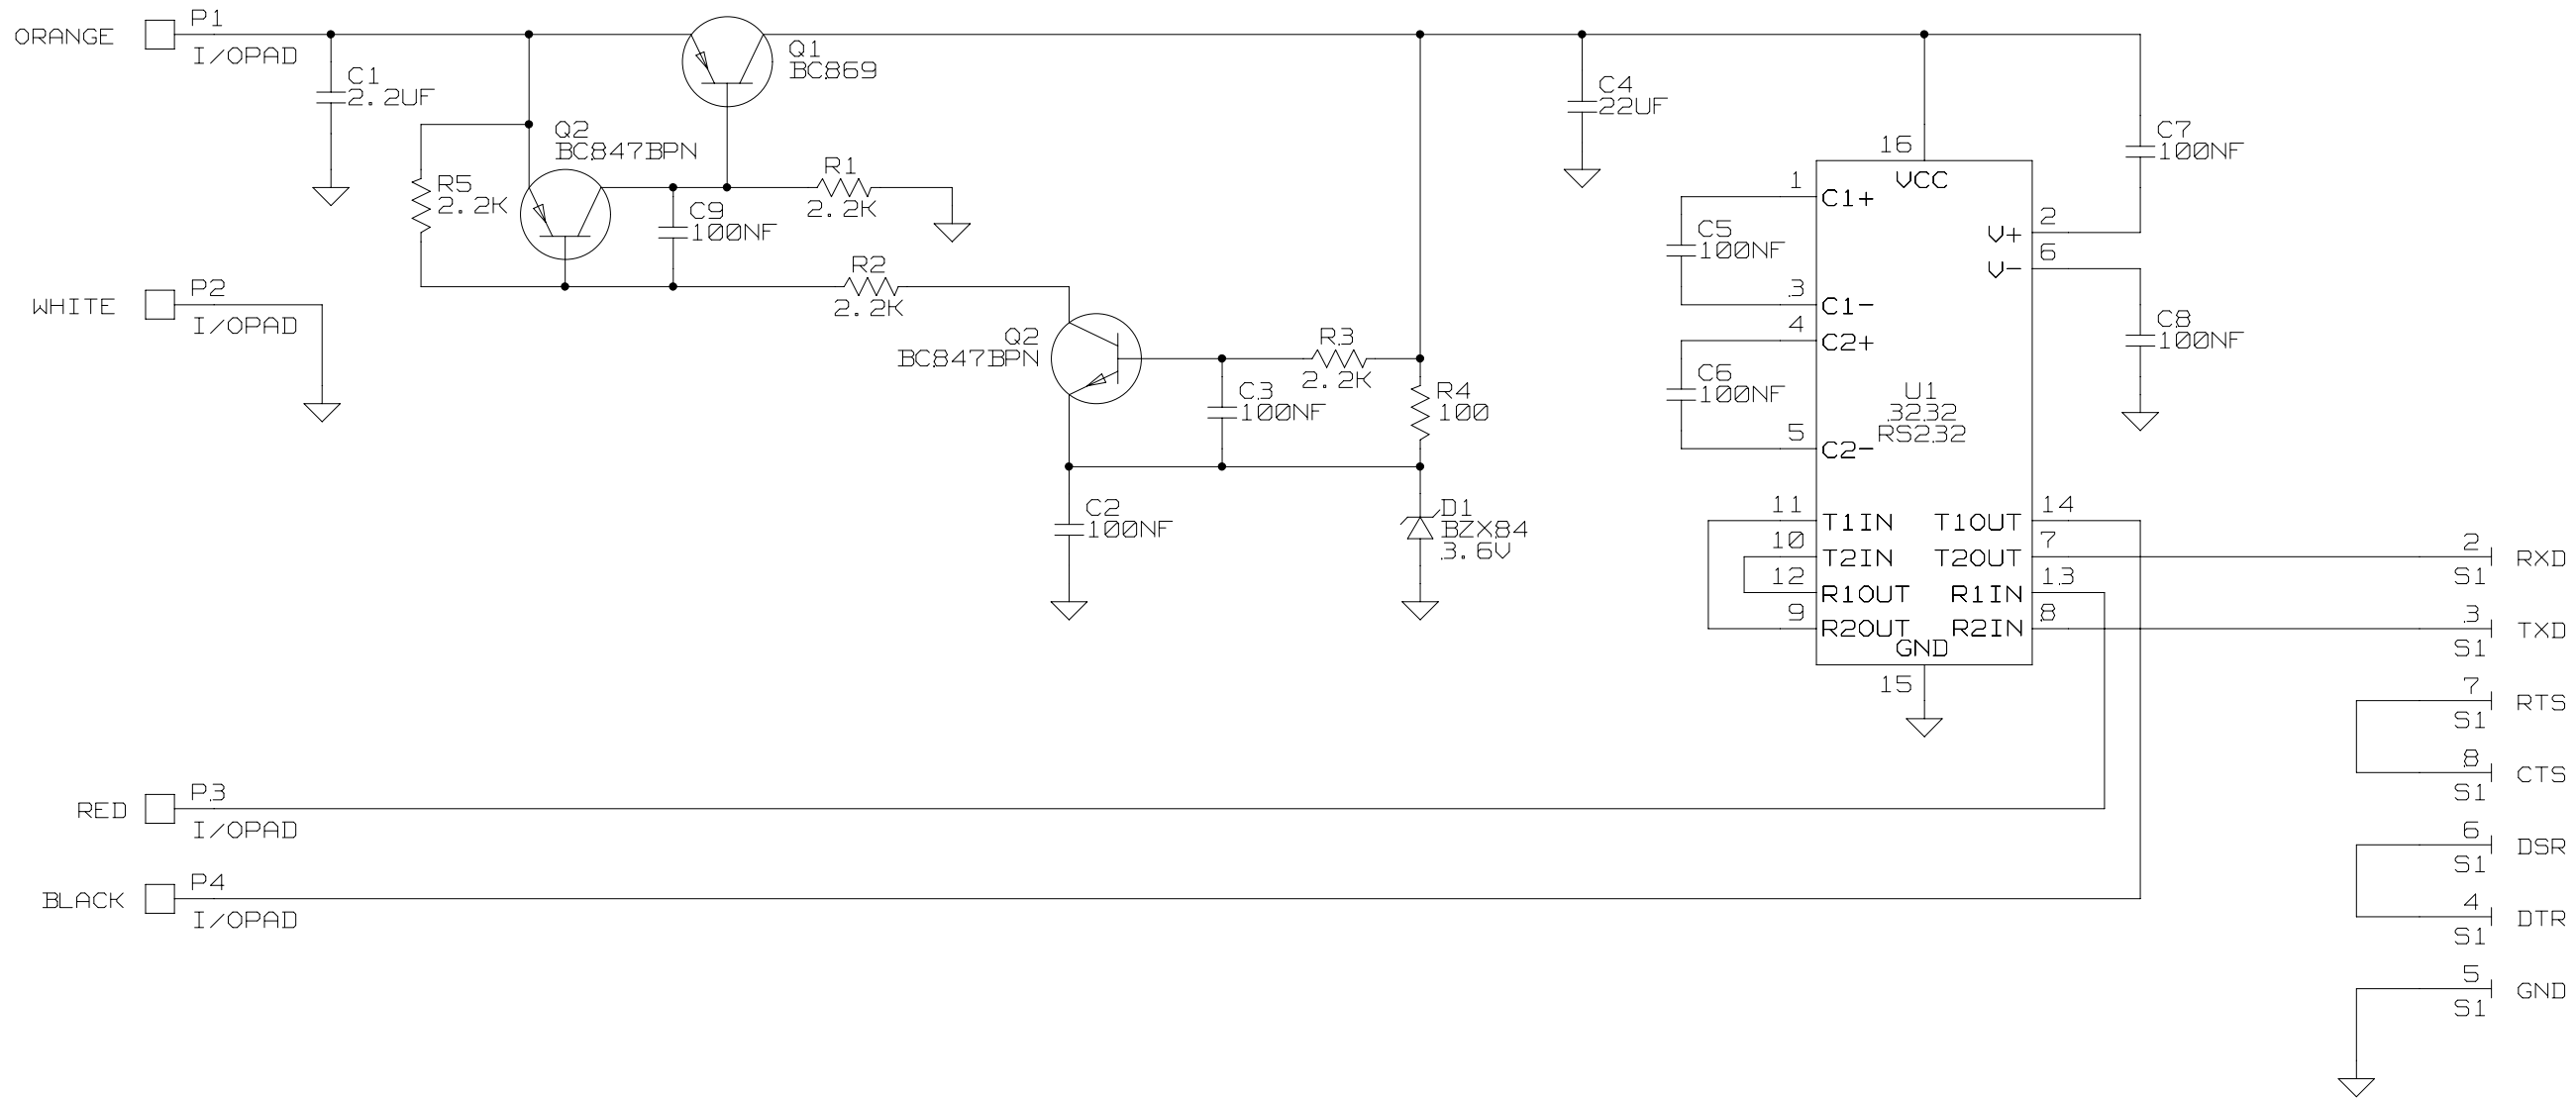 ORANGE
P1
I/OPAD
C1
2.2UF
Q1
BC869
Q2
BC847BPN
R5
2.2K
C9
100NF
R1
2.2K
R2
2.2K
WHITE
P2
I/OPAD
Q2
BC847BPN
R3
2.2K
C3
100NF
R4
100
C2
100NF
D1
BZX84
3.6V
C4
22UF
C7
100NF
C5
100NF
C6
100NF
C8
100NF
16
VCC
1
C1+
2
V+
6
V-
3
C1-
4
C2+
U1
3232
RS232
5
C2-
11
T1IN
T1OUT
14
10
T2IN
T2OUT
7
12
R1OUT
R1IN
13
9
R2OUT
R2IN
8
GND
15
2
S1
RXD
3
S1
TXD
7
S1
RTS
8
S1
CTS
6
S1
DSR
4
S1
DTR
5
S1
GND
RED
P3
I/OPAD
BLACK
P4
I/OPAD